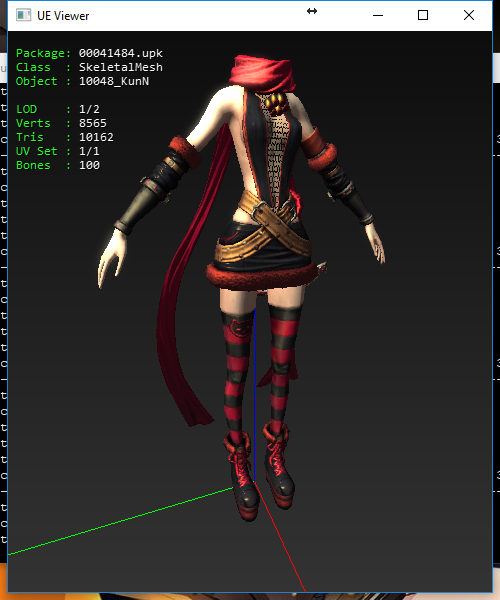 UE Viewer
Package: 00041484.upk
Class : SkeletalMesh
Object : 10048_KunN
LOD : 1/2
Verts : 8565
Tris : 10162
UV Set : 1/1
Bones : 100